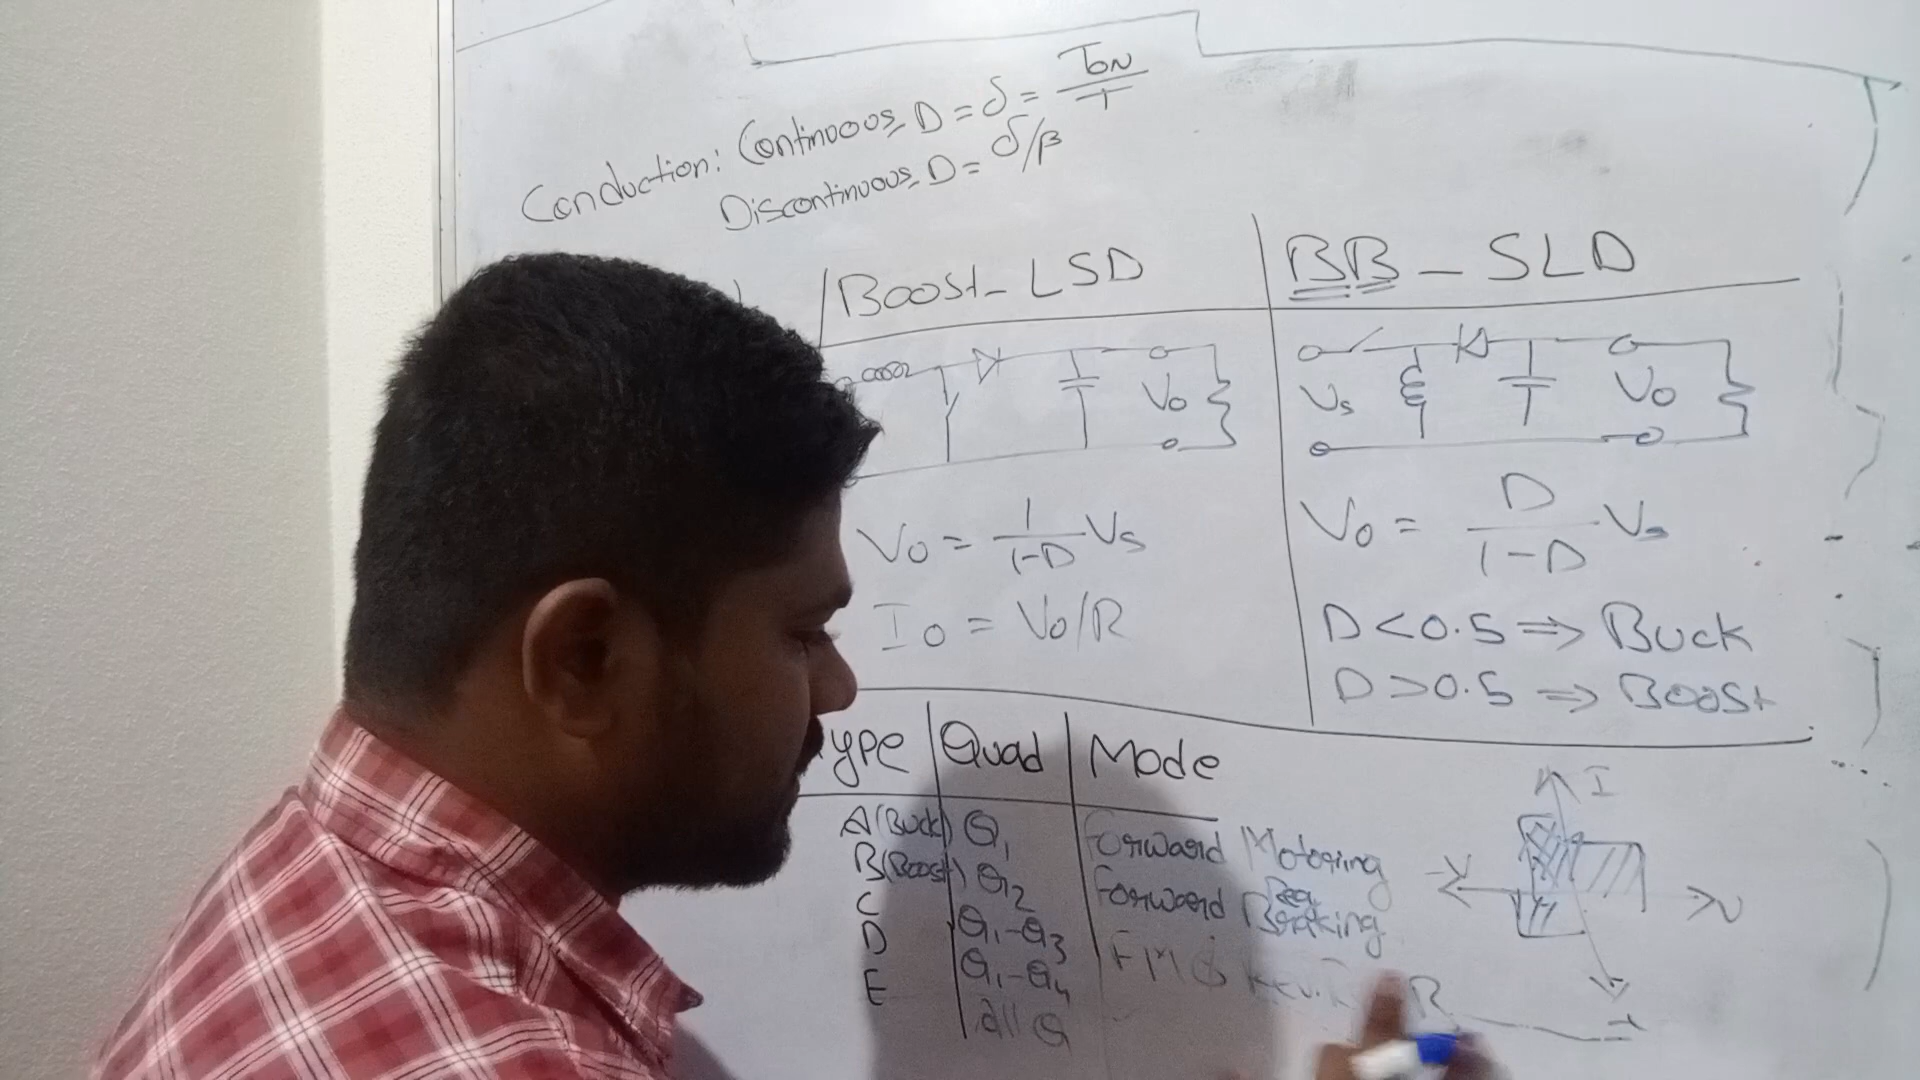 Conduction: Continuous, D = δ = TON/T
Discontinuous, D = δ/β
Boost - LSD
BB - SLD
Vo
Vs
Vo
Vo = 1/(1-D) Vs
Io = Vo/R
Vo = D/(1-D) Vs
D < 0.5 ⇒ Buck
D > 0.5 ⇒ Boost
ype | Quad | Mode
A (Buck) Q1 Forward Motoring
B (Boost) Q2 Forward Reg. Braking
C Q1-Q3 FM &
D Q1-Q4
E all Q
I
-V
V